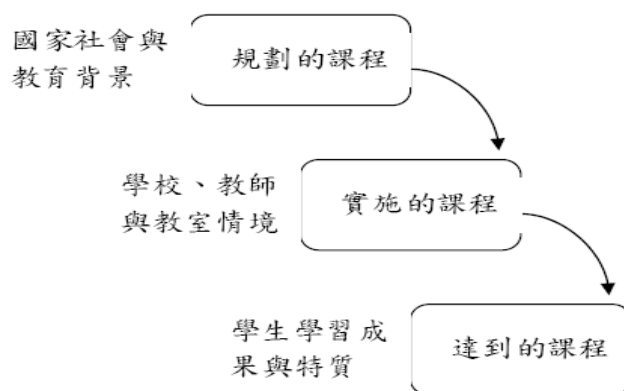 國家社會與
教育背景
規劃的課程
學校、教師
與教室情境
實施的課程
學生學習成
果與特質
達到的課程